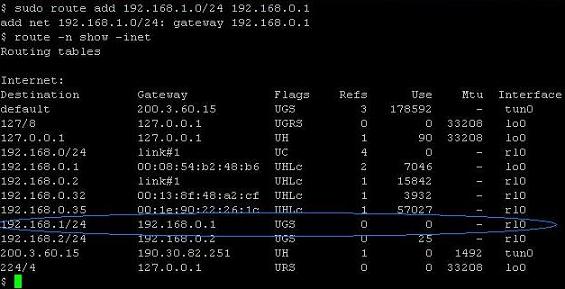 $ sudo route add 192.168.1.0/24 192.168.0.1
add net 192.168.1.0/24: gateway 192.168.0.1
$ route -n show -inet
Routing tables
Internet:
Destination Gateway Flags Refs Use Mtu Interface
default 200.3.60.15 UGS 3 178592 - tun0
127/8 127.0.0.1 UGRS 0 0 33208 lo0
127.0.0.1 127.0.0.1 UH 1 90 33208 lo0
192.168.0/24 link#1 UC 4 0 - rl0
192.168.0.1 00:08:54:b2:48:b6 UHLc 2 7046 - lo0
192.168.0.2 link#1 UHLc 1 15842 - rl0
192.168.0.32 00:13:8f:48:a2:cf UHLc 1 3932 - rl0
192.168.0.35 00:1e:90:22:26:1c UHLc 1 57027 - rl0
192.168.1/24 192.168.0.1 UGS 0 0 - rl0
192.168.2/24 192.168.0.2 UGS 0 25 - rl0
200.3.60.15 190.30.82.251 UH 1 0 1492 tun0
224/4 127.0.0.1 URS 0 0 33208 lo0
$